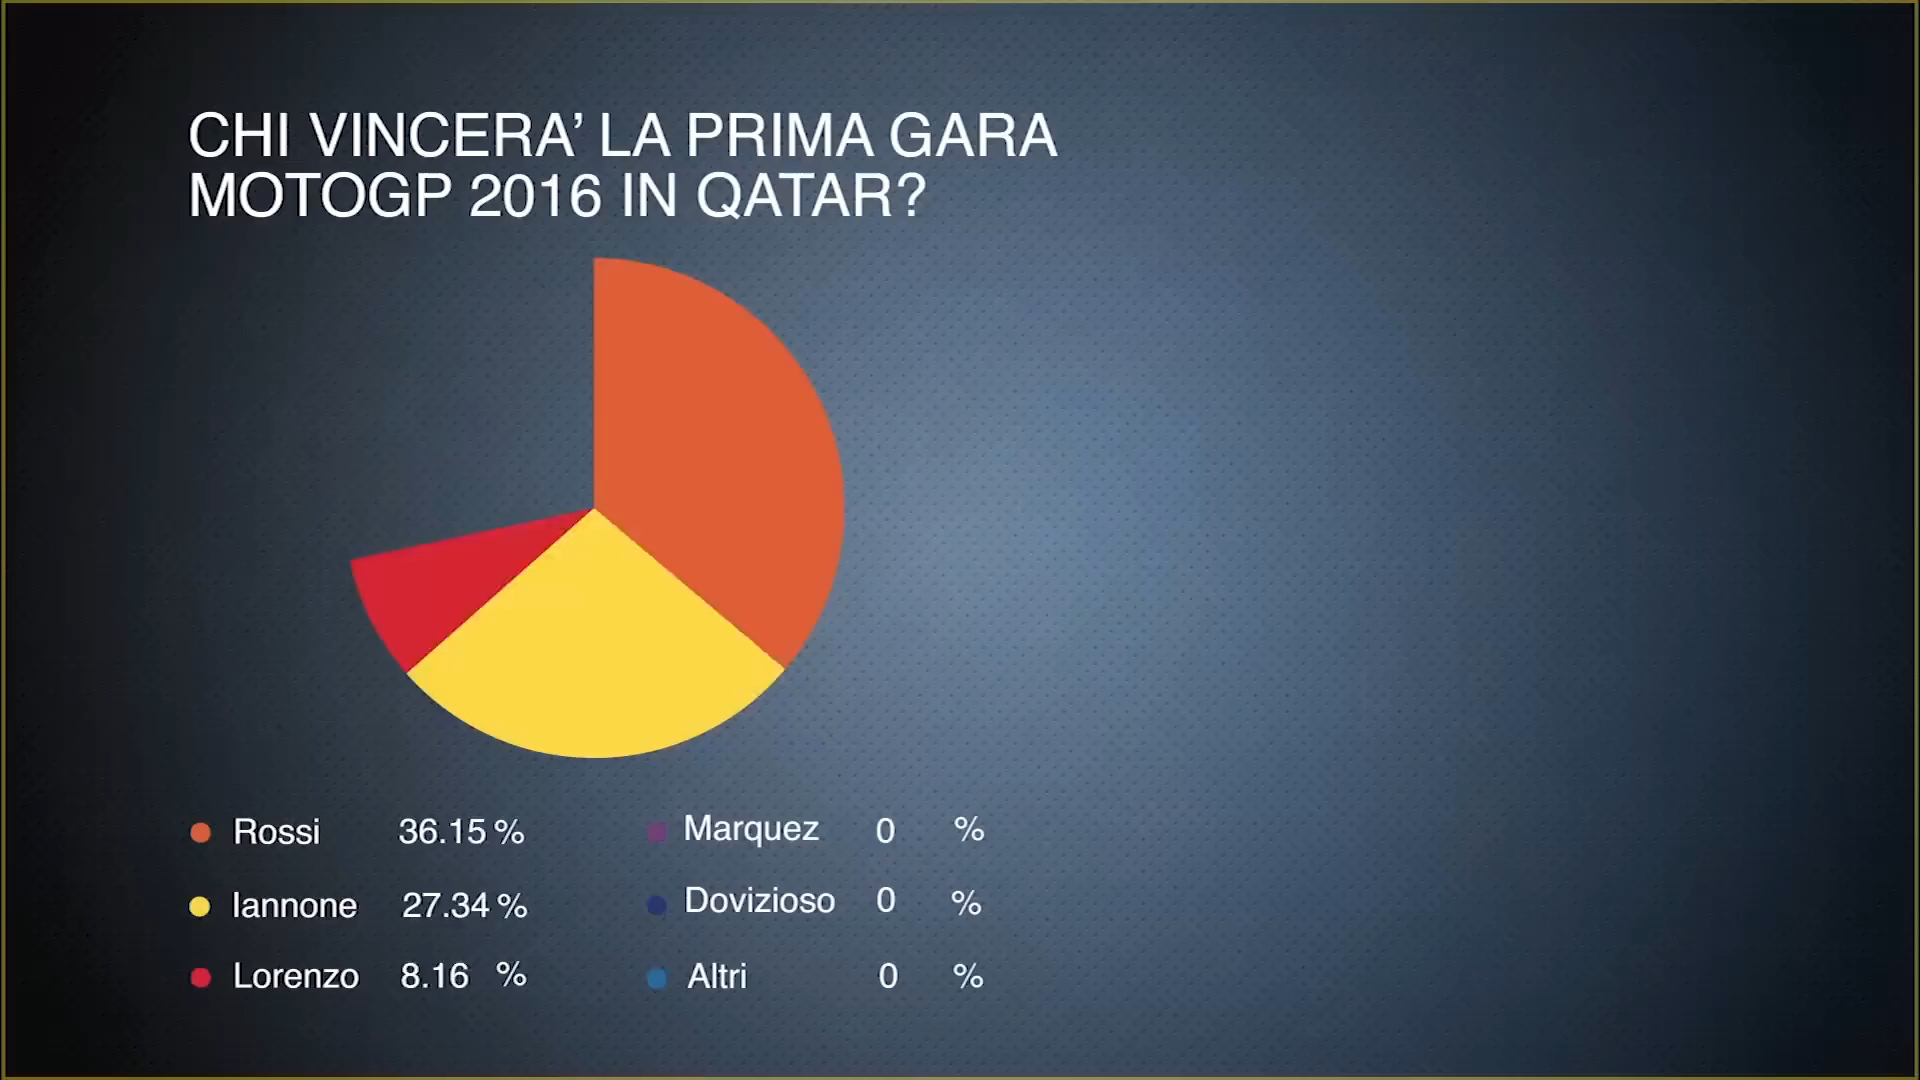 CHI VINCERA’ LA PRIMA GARA
MOTOGP 2016 IN QATAR?
Rossi 36.15 %
Iannone 27.34 %
Lorenzo 8.16 %
Marquez 0 %
Dovizioso 0 %
Altri 0 %